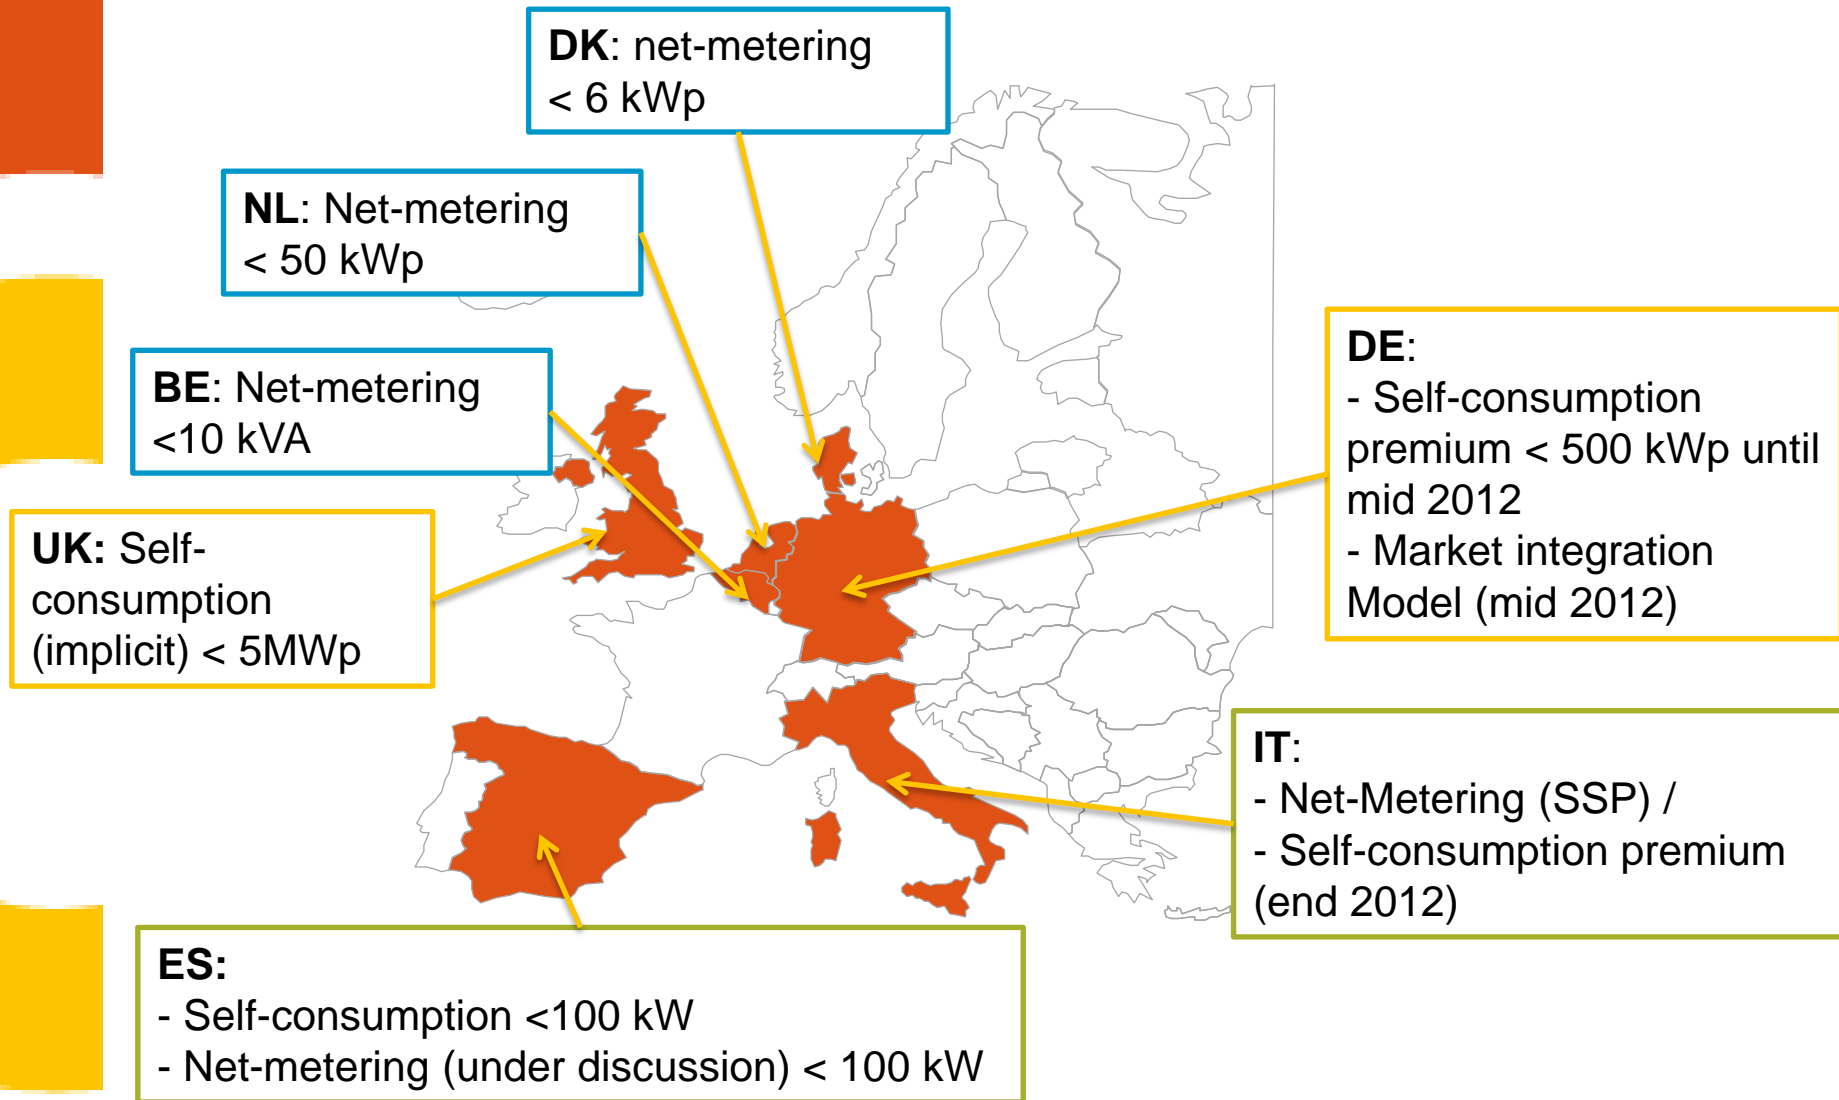 DK: net-metering
< 6 kWp
NL: Net-metering
< 50 kWp
BE: Net-metering
<10 kVA
UK: Self-
consumption
(implicit) < 5MWp
DE:
- Self-consumption
premium < 500 kWp until
mid 2012
- Market integration
Model (mid 2012)
IT:
- Net-Metering (SSP) /
- Self-consumption premium
(end 2012)
ES:
- Self-consumption <100 kW
- Net-metering (under discussion) < 100 kW